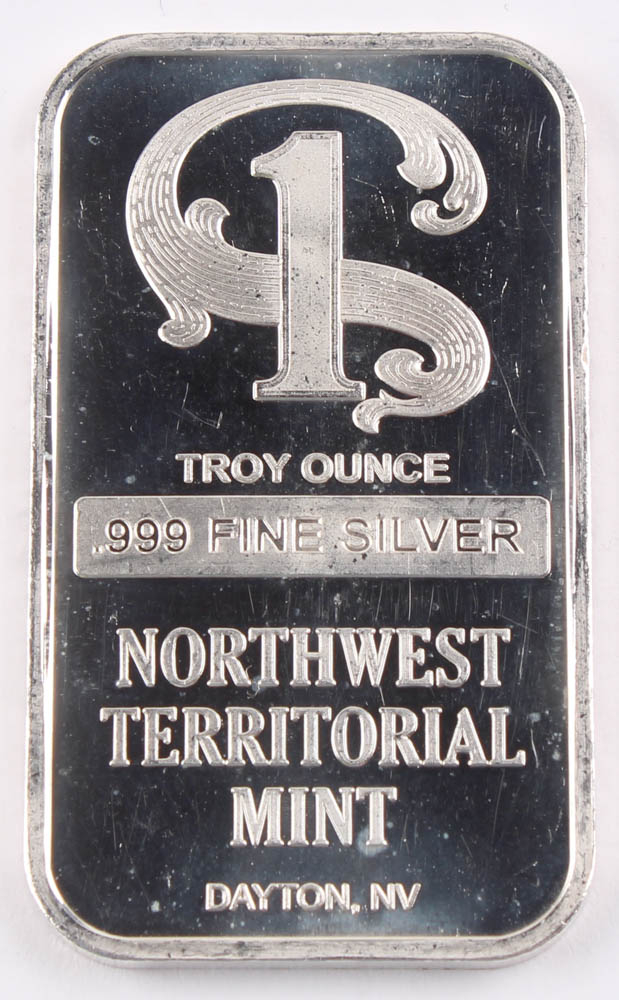 1
TROY OUNCE
.999 FINE SILVER
NORTHWEST
TERRITORIAL
MINT
DAYTON, NV